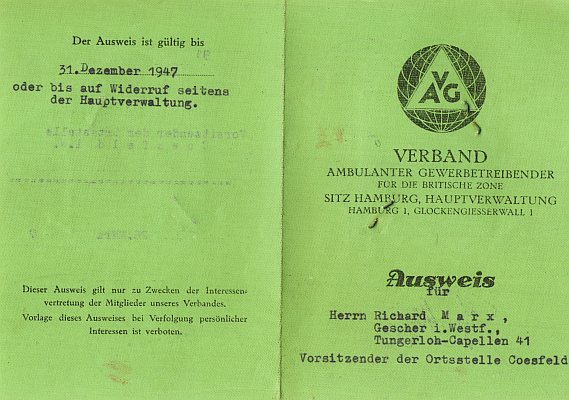 Der Ausweis ist gültig bis
31. Dezember 1947
oder bis auf Widerruf seitens
der Hauptverwaltung.
Dieser Ausweis gilt nur zu Zwecken der Interessen-
vertretung der Mitglieder unseres Verbandes.
Vorlage dieses Ausweises bei Verfolgung persönlicher
Interessen ist verboten.
VAG
VERBAND
AMBULANTER GEWERBETREIBENDER
FÜR DIE BRITISCHE ZONE
SITZ HAMBURG, HAUPTVERWALTUNG
HAMBURG 1, GLOCKENGIESSERWALL 1
Ausweis
für
Herrn Richard Marx,
Gescher i.Westf.,
Tungerloh-Capellen 41
Vorsitzender der Ortsstelle Coesfeld